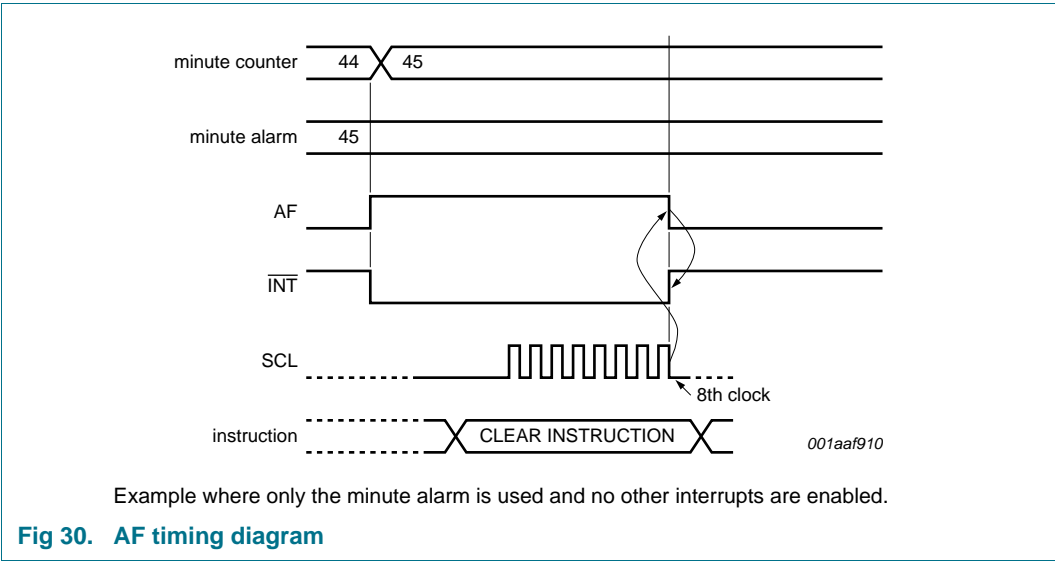 minute counter 44 45
minute alarm 45
AF
INT
SCL
8th clock
instruction CLEAR INSTRUCTION
001aaf910
Example where only the minute alarm is used and no other interrupts are enabled.
Fig 30. AF timing diagram